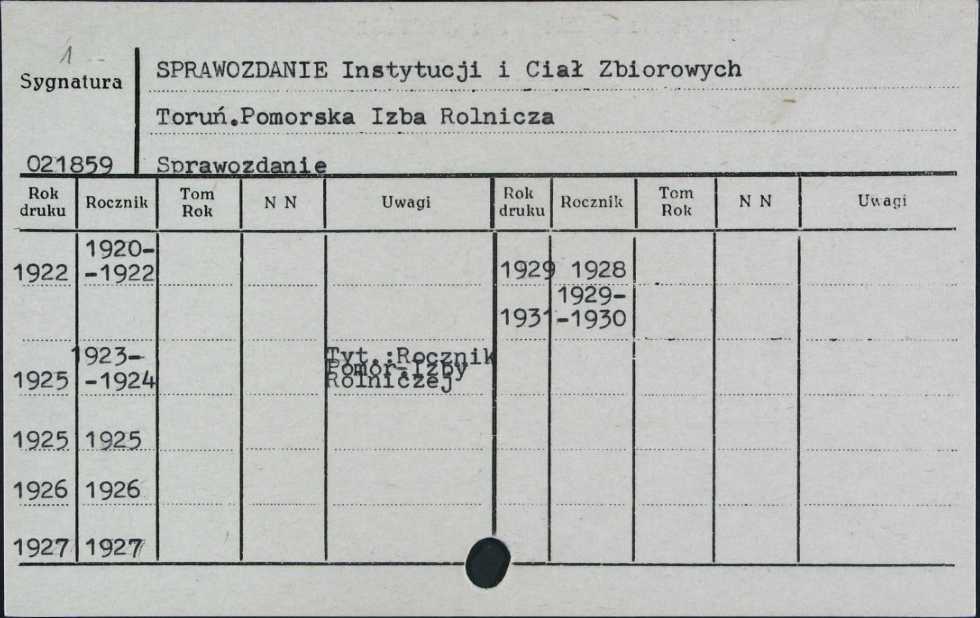 1
Sygnatura
SPRAWOZDANIE Instytucji i Ciał Zbiorowych
Toruń.Pomorska Izba Rolnicza
021859 Sprawozdanie
Rok druku Rocznik Tom Rok N N Uwagi Rok druku Rocznik Tom Rok N N Uwagi
1920-
1922 -1922 1929 1928
1929-
1931 -1930
1923- Tyt.:Rocznik
Pomor.Izby
1925 -1924 Rolniczej
1925 1925
1926 1926
1927 1927